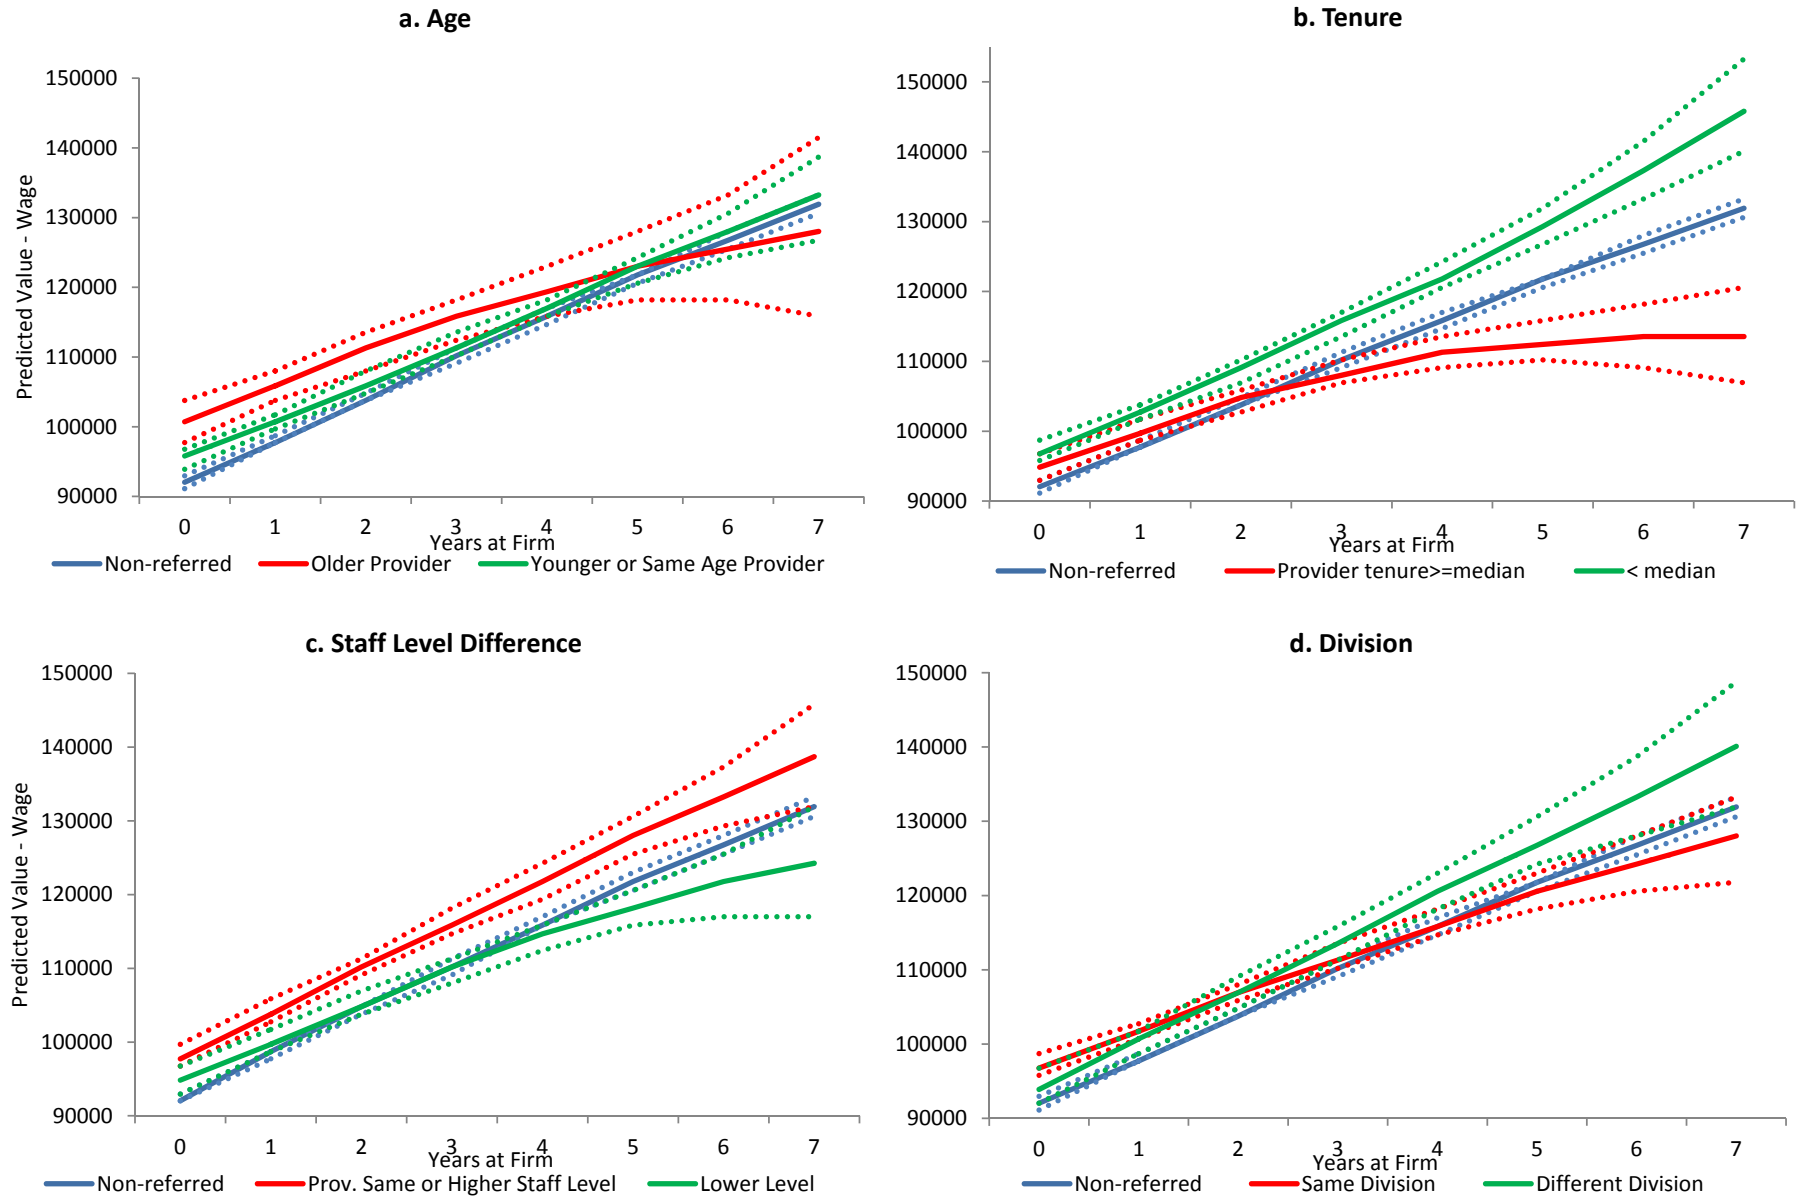 a. Age
150000
140000
130000
120000
110000
100000
90000
Predicted Value - Wage
0 1 2 3 4 5 6 7
Years at Firm
Non-referred Older Provider Younger or Same Age Provider
b. Tenure
150000
140000
130000
120000
110000
100000
90000
0 1 2 3 4 5 6 7
Years at Firm
Non-referred Provider tenure>=median < median
c. Staff Level Difference
150000
140000
130000
120000
110000
100000
90000
Predicted Value - Wage
0 1 2 3 4 5 6 7
Years at Firm
Non-referred Prov. Same or Higher Staff Level Lower Level
d. Division
150000
140000
130000
120000
110000
100000
90000
0 1 2 3 4 5 6 7
Years at Firm
Non-referred Same Division Different Division